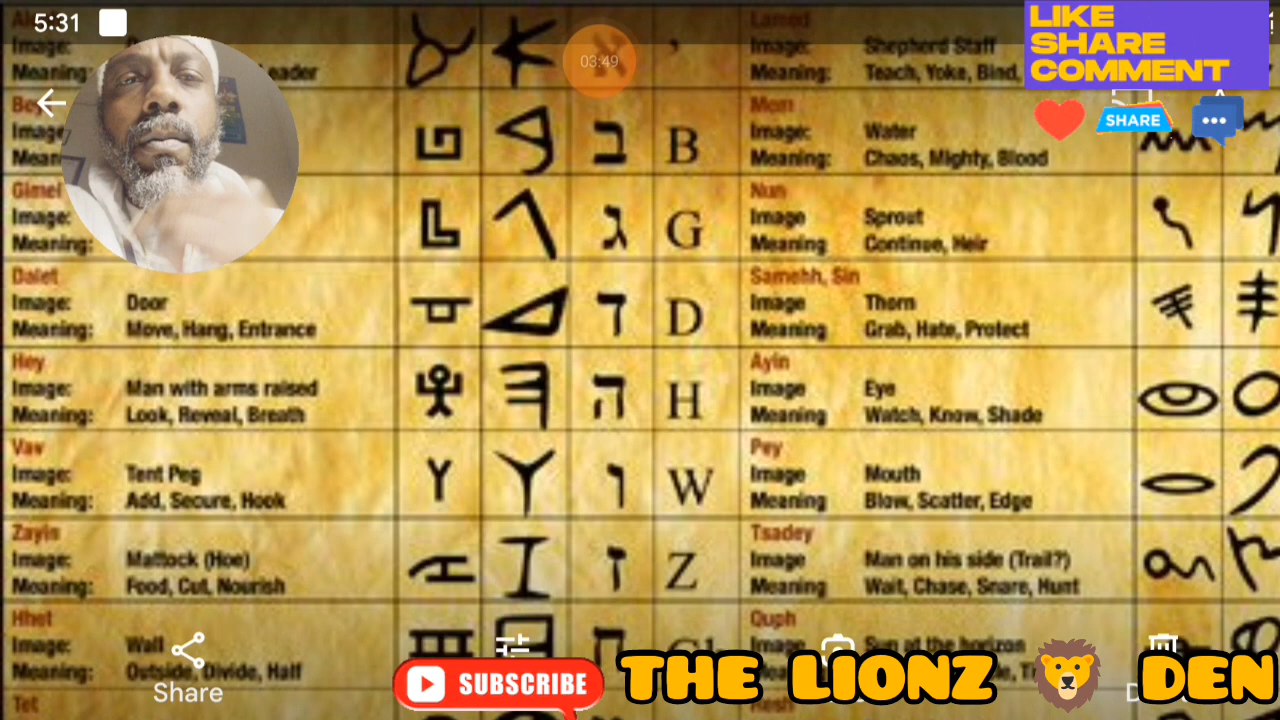 5:31
03:49
LIKE
SHARE
COMMENT
SHARE
Image:
Meaning: Leader
Image
B
ב
Gimel
Image:
Meaning:
ג
G
Dalet
Image: Door
Meaning: Move, Hang, Entrance
ד
D
Hey
Image: Man with arms raised
Meaning: Look, Reveal, Breath
ה
H
Vav
Image: Tent Peg
Meaning: Add, Secure, Hook
ו
W
Zayin
Image: Mattock (Hoe)
Meaning: Food, Cut, Nourish
ז
Z
Hhet
Image: Wall
Meaning: Outside, Divide, Half
Tet
Lamed
Image: Shepherd Staff
Meaning: Teach, Yoke, Bind,
Mem
Image: Water
Meaning: Chaos, Mighty, Blood
Nun
Image Sprout
Meaning Continue, Heir
Samehh, Sin
Image Thorn
Meaning Grab, Hate, Protect
Ayin
Image Eye
Meaning Watch, Know, Shade
Pey
Image Mouth
Meaning Blow, Scatter, Edge
Tsadey
Image Man on his side (Trail?)
Meaning Wait, Chase, Snare, Hunt
Quph
Image: Sun at the horizon
Resh
Share
SUBSCRIBE
THE LIONZ DEN